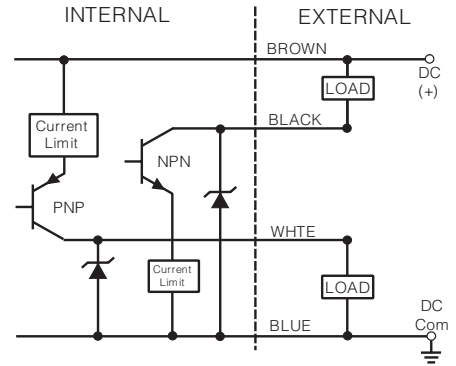 INTERNAL
EXTERNAL
BROWN
DC
(+)
LOAD
BLACK
Current
Limit
NPN
PNP
WHTE
Current
Limit
LOAD
DC
Com
BLUE